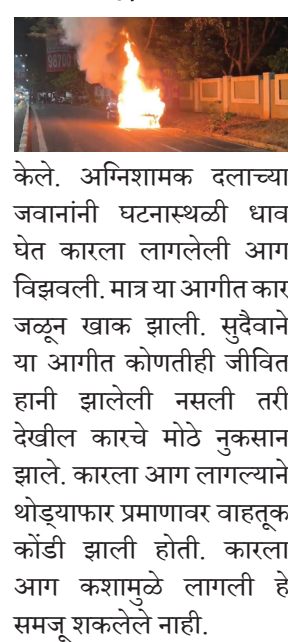 केले. अग्निशामक दलाच्या
जवानांनी घटनास्थळी धाव
घेत कारला लागलेली आग
विझवली. मात्र या आगीत कार
जळून खाक झाली. सुदैवाने
या आगीत कोणतीही जीवित
हानी झालेली नसली तरी
देखील कारचे मोठे नुकसान
झाले. कारला आग लागल्याने
थोड्याफार प्रमाणावर वाहतूक
कोंडी झाली होती. कारला
आग कशामुळे लागली हे
समजू शकलेले नाही.